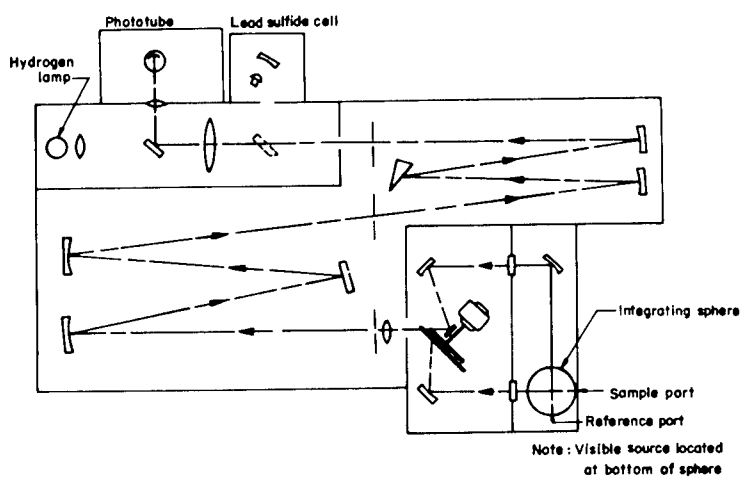 Phototube
Lead sulfide cell
Hydrogen
lamp
Integrating sphere
Sample port
Reference port
Note : Visible source located
at bottom of sphere